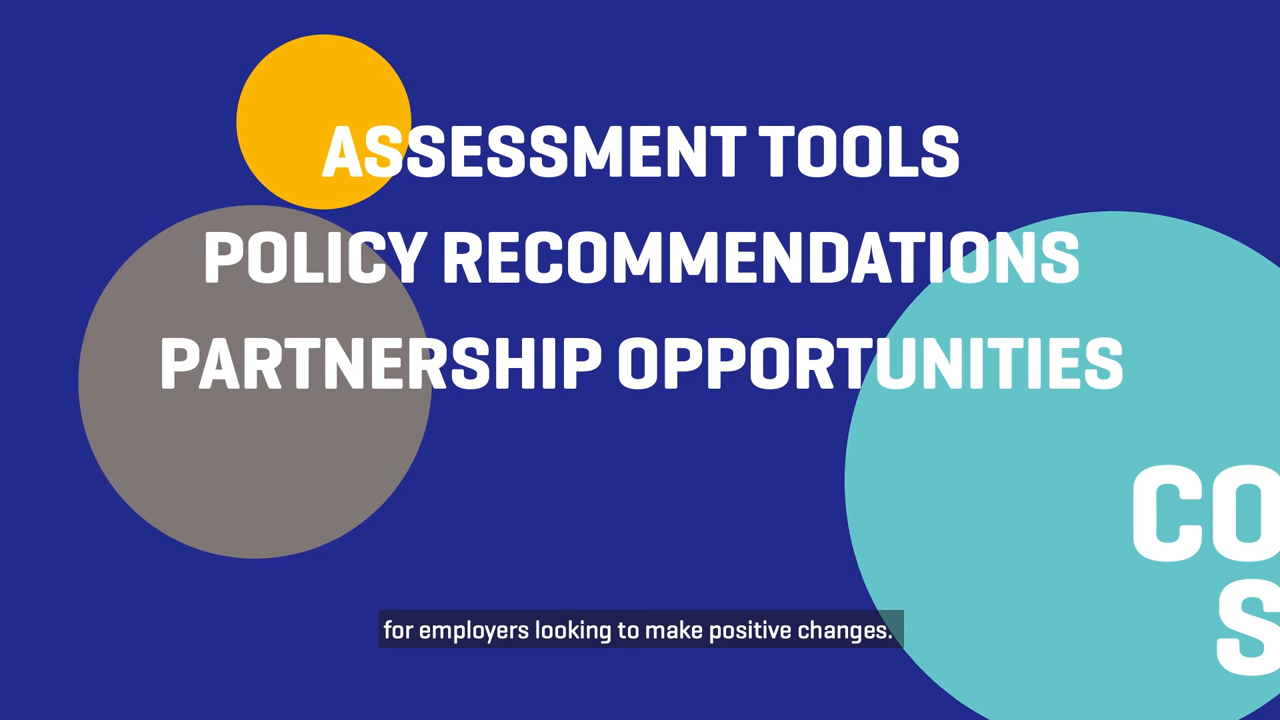 ASSESSMENT TOOLS
POLICY RECOMMENDATIONS
PARTNERSHIP OPPORTUNITIES
CO
S
for employers looking to make positive changes.